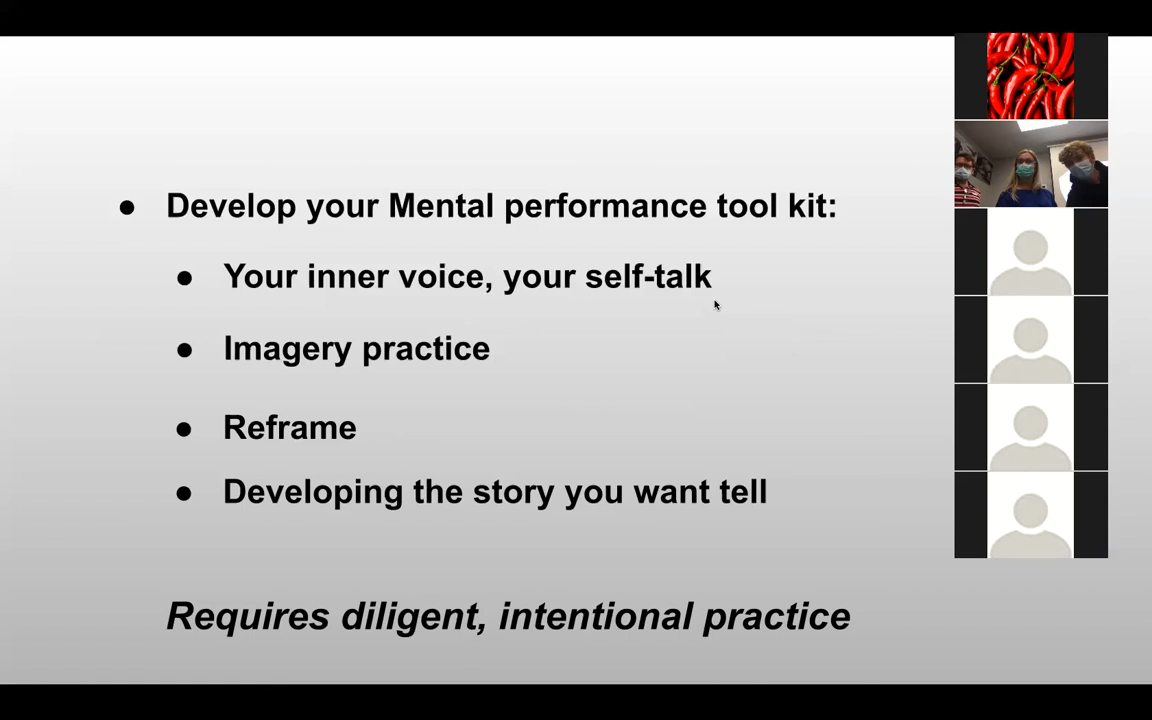 Develop your Mental performance tool kit:
Your inner voice, your self-talk
Imagery practice
Reframe
Developing the story you want tell
Requires diligent, intentional practice